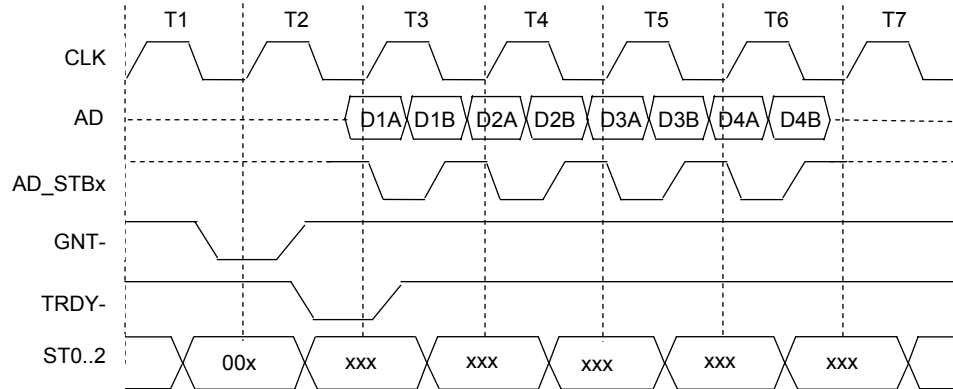 T1 T2 T3 T4 T5 T6 T7
CLK
AD D1A D1B D2A D2B D3A D3B D4A D4B
AD_STBx
GNT-
TRDY-
ST0..2 00x xxx xxx xxx xxx xxx